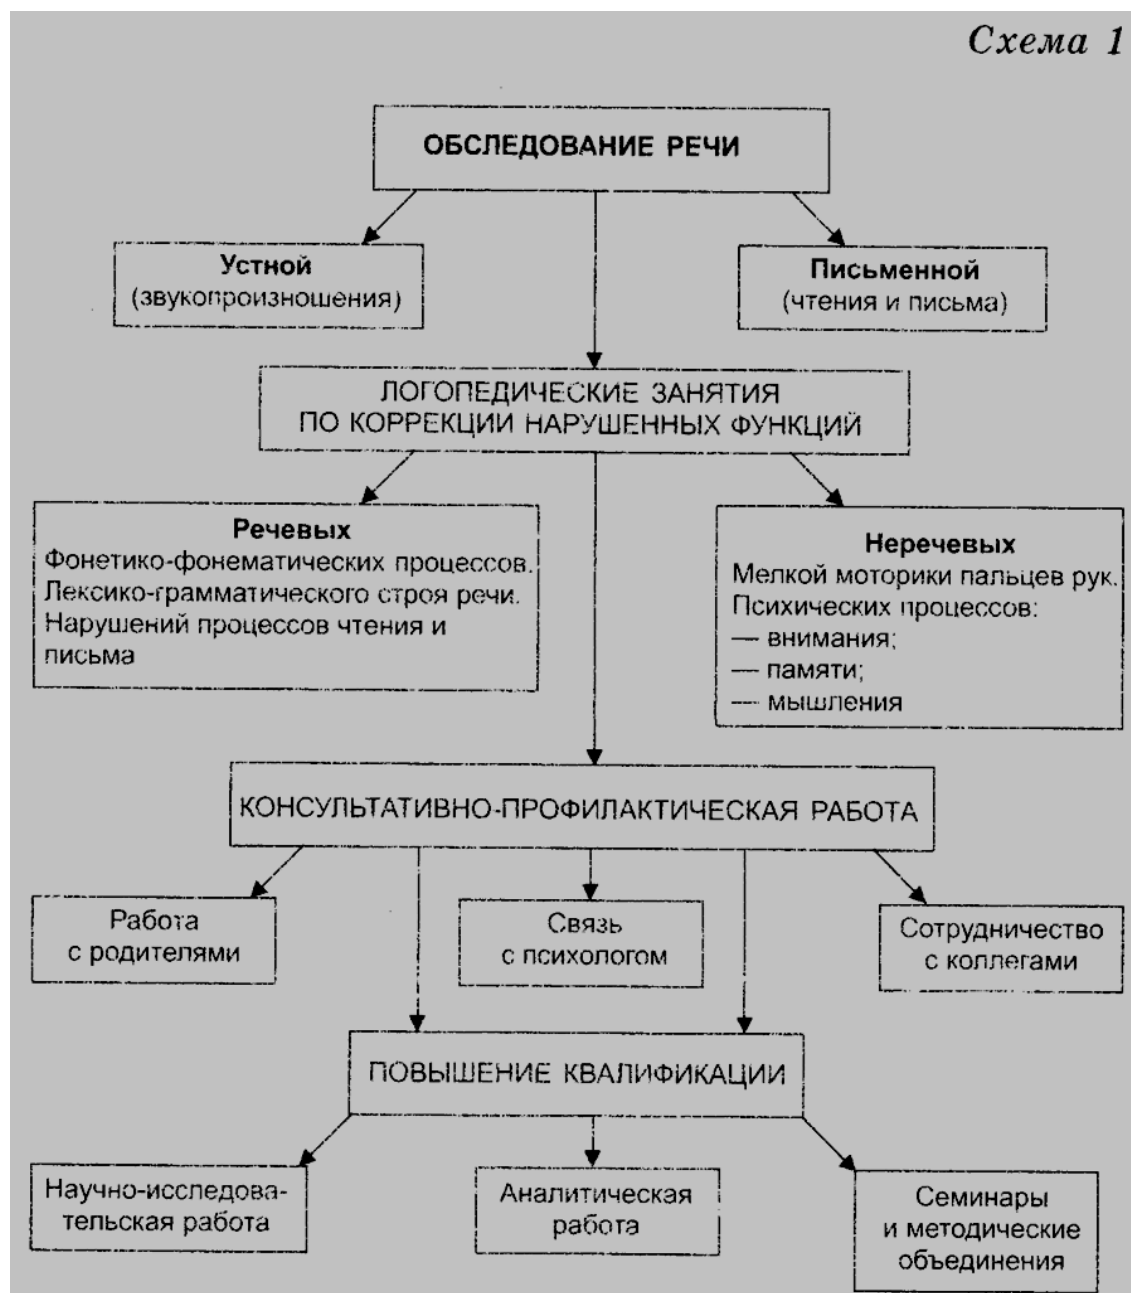 Схема 1
ОБСЛЕДОВАНИЕ РЕЧИ
Устной
(звукопроизношения)
Письменной
(чтения и письма)
ЛОГОПЕДИЧЕСКИЕ ЗАНЯТИЯ
ПО КОРРЕКЦИИ НАРУШЕННЫХ ФУНКЦИЙ
Речевых
Фонетико-фонематических процессов.
Лексико-грамматического строя речи.
Нарушений процессов чтения и
письма
Неречевых
Мелкой моторики пальцев рук.
Психических процессов:
— внимания;
— памяти;
— мышления
КОНСУЛЬТАТИВНО-ПРОФИЛАКТИЧЕСКАЯ РАБОТА
Работа
с родителями
Связь
с психологом
Сотрудничество
с коллегами
ПОВЫШЕНИЕ КВАЛИФИКАЦИИ
Научно-исследова-
тельская работа
Аналитическая
работа
Семинары
и методические
объединения